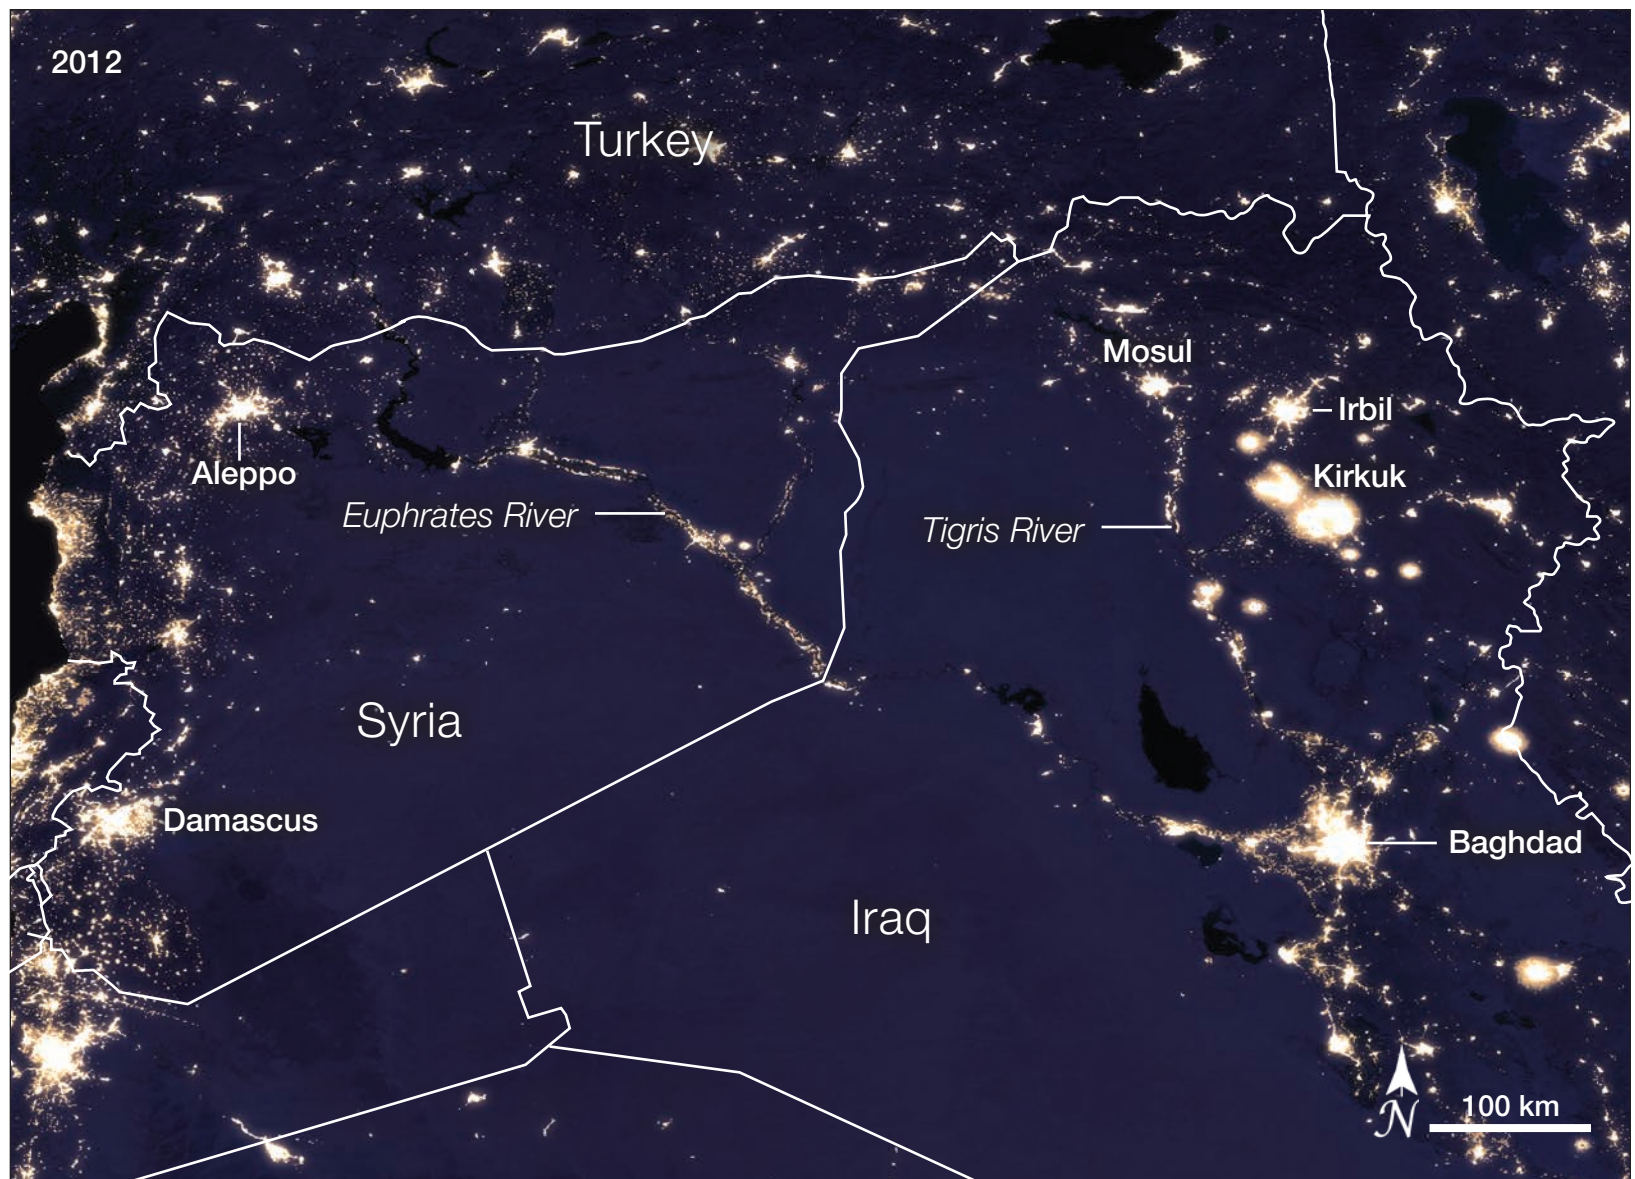 2012
Turkey
Mosul
Irbil
Aleppo
Kirkuk
Euphrates River
Tigris River
Syria
Damascus
Baghdad
Iraq
N
100 km